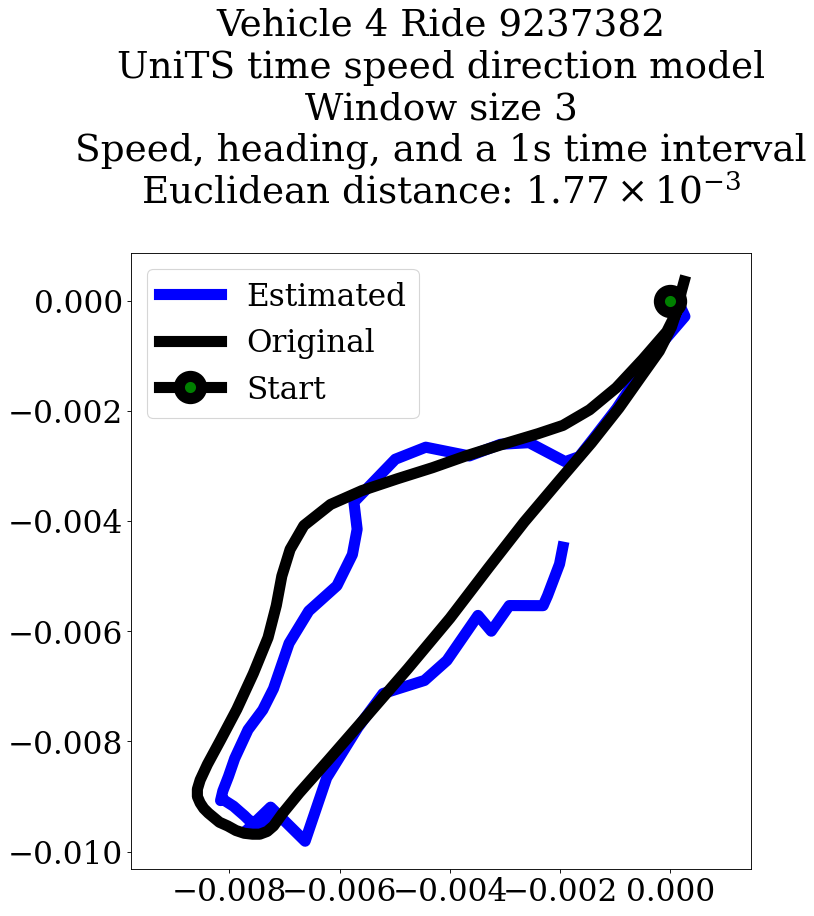 Vehicle 4 Ride 9237382
UniTS time speed direction model
Window size 3
Speed, heading, and a 1s time interval
Euclidean distance: 1.77 × 10⁻³
Estimated
Original
Start
0.000
−0.002
−0.004
−0.006
−0.008
−0.010
−0.008 −0.006 −0.004 −0.002 0.000